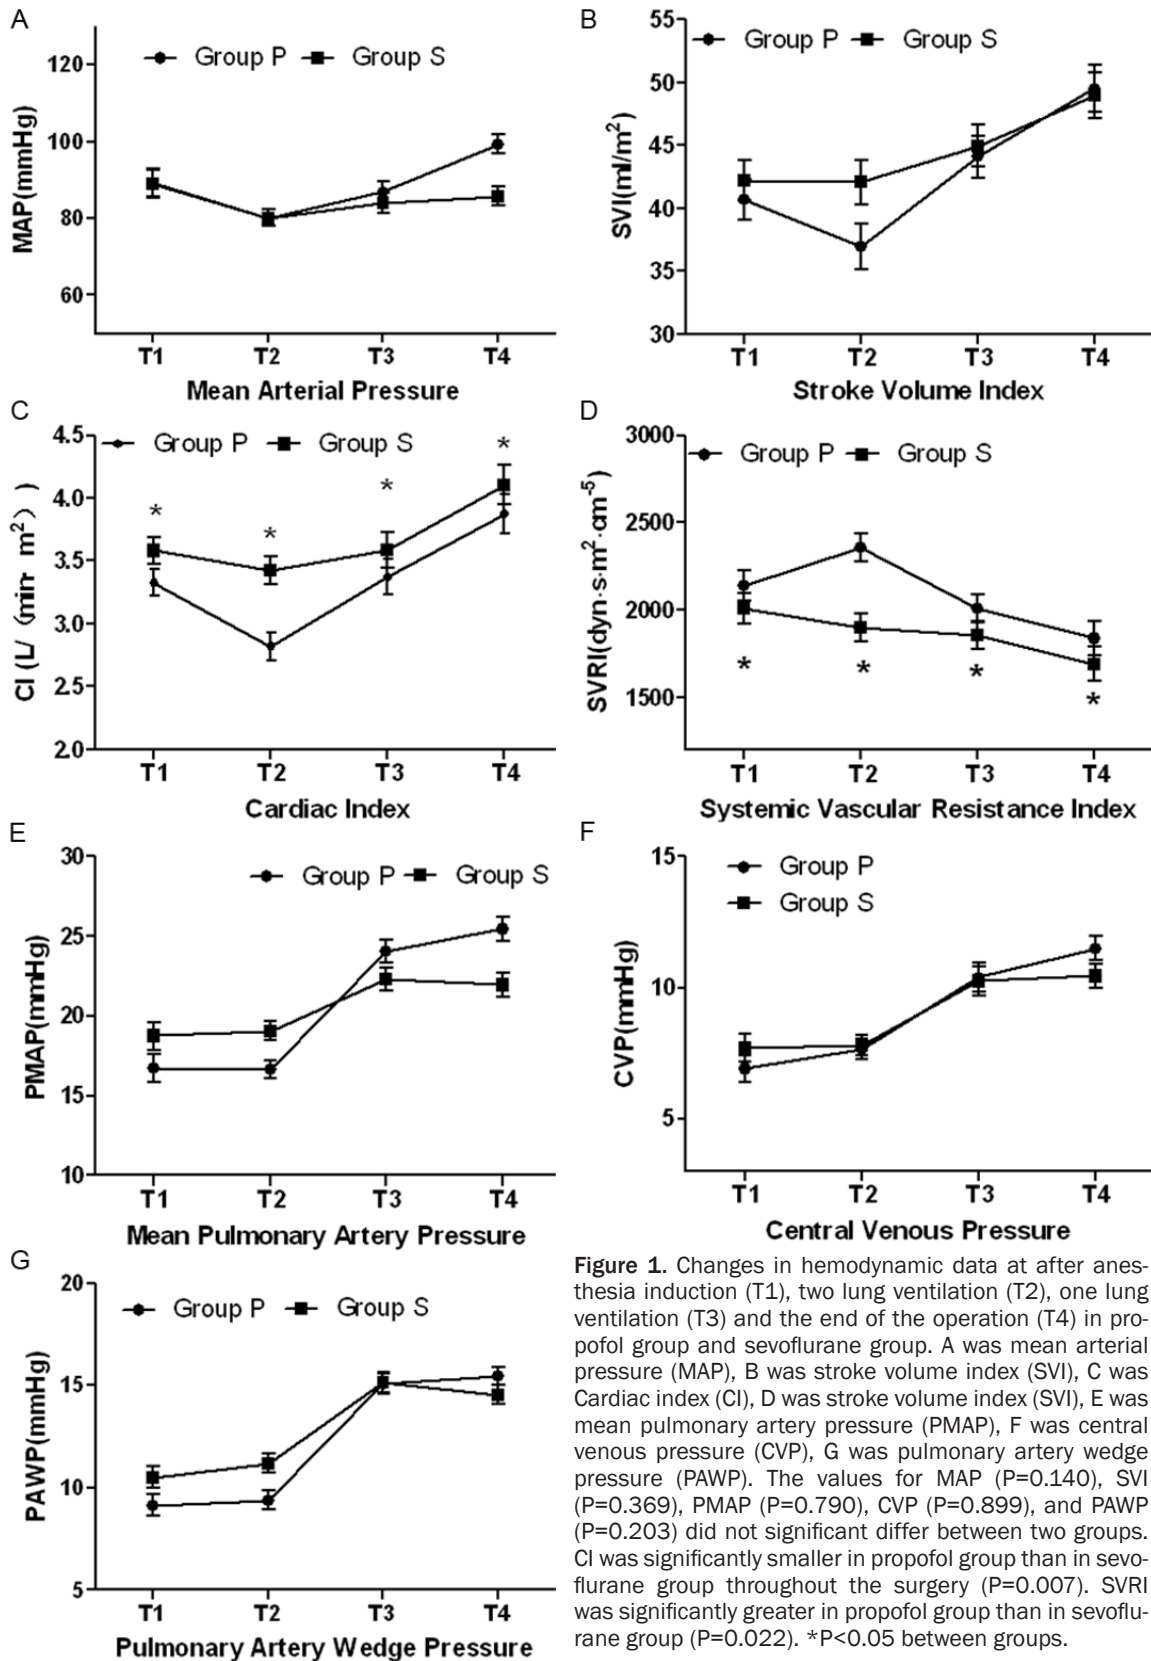 A
Group P Group S
MAP(mmHg)
120
100
80
60
T1 T2 T3 T4
Mean Arterial Pressure
B
Group P Group S
SVI(ml/m²)
55
50
45
40
35
30
T1 T2 T3 T4
Stroke Volume Index
C
Group P Group S
CI (L/ (min· m²) )
4.5
4.0
3.5
3.0
2.5
2.0
* * * *
T1 T2 T3 T4
Cardiac Index
D
Group P Group S
SVRI(dyn·s·m²·cm⁻⁵)
3000
2500
2000
1500
* * * *
T1 T2 T3 T4
Systemic Vascular Resistance Index
E
Group P Group S
PMAP(mmHg)
30
25
20
15
10
T1 T2 T3 T4
Mean Pulmonary Artery Pressure
F
Group P
Group S
CVP(mmHg)
15
10
5
T1 T2 T3 T4
Central Venous Pressure
G
Group P Group S
PAWP(mmHg)
20
15
10
5
T1 T2 T3 T4
Pulmonary Artery Wedge Pressure
Figure 1. Changes in hemodynamic data at after anes-
thesia induction (T1), two lung ventilation (T2), one lung
ventilation (T3) and the end of the operation (T4) in pro-
pofol group and sevoflurane group. A was mean arterial
pressure (MAP), B was stroke volume index (SVI), C was
Cardiac index (CI), D was stroke volume index (SVI), E was
mean pulmonary artery pressure (PMAP), F was central
venous pressure (CVP), G was pulmonary artery wedge
pressure (PAWP). The values for MAP (P=0.140), SVI
(P=0.369), PMAP (P=0.790), CVP (P=0.899), and PAWP
(P=0.203) did not significant differ between two groups.
CI was significantly smaller in propofol group than in sevo-
flurane group throughout the surgery (P=0.007). SVRI
was significantly greater in propofol group than in sevoflu-
rane group (P=0.022). *P<0.05 between groups.